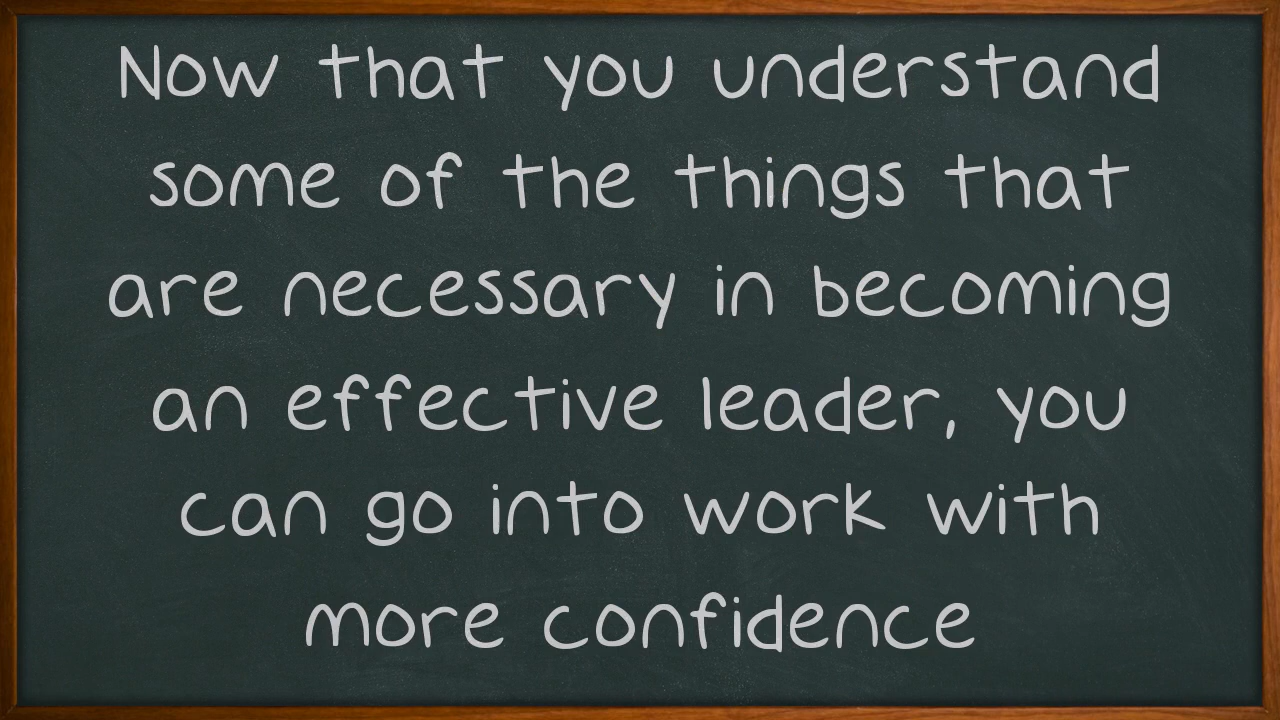 Now that you understand
some of the things that
are necessary in becoming
an effective leader, you
can go into work with
more confidence